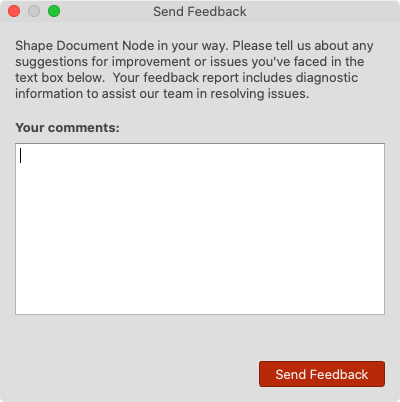 Send Feedback
Shape Document Node in your way. Please tell us about any
suggestions for improvement or issues you've faced in the
text box below.  Your feedback report includes diagnostic
information to assist our team in resolving issues.
Your comments:
Send Feedback